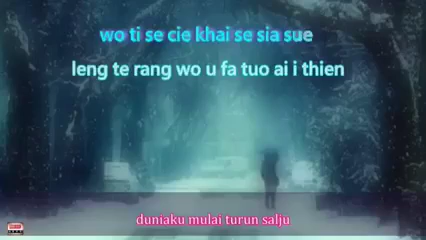 wo ti se cie khai se sia sue
leng te rang wo u fa tuo ai i thien
duniaku mulai turun salju